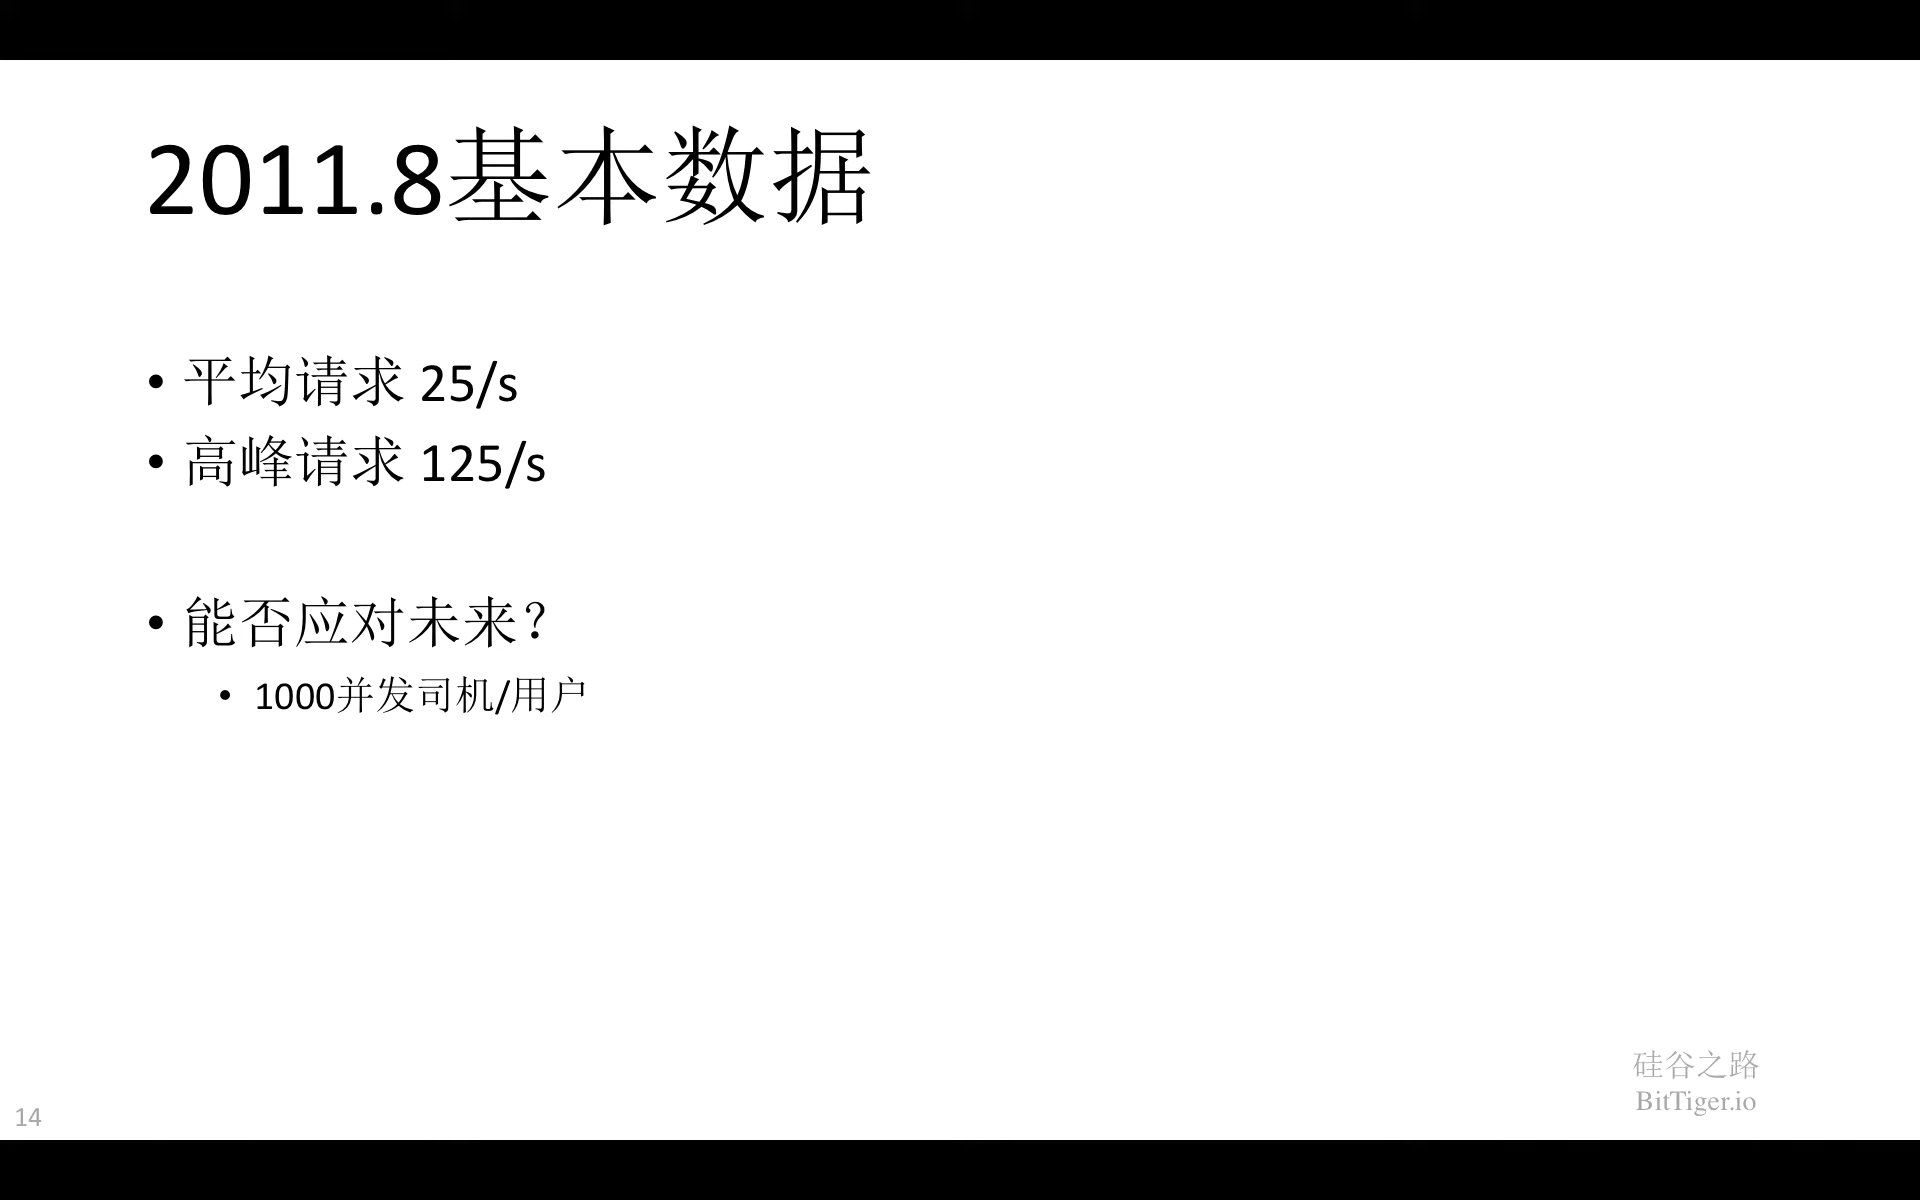 2011.8基本数据
• 平均请求 25/s
• 高峰请求 125/s
• 能否应对未来？
• 1000并发司机/用户
硅谷之路
BitTiger.io
14